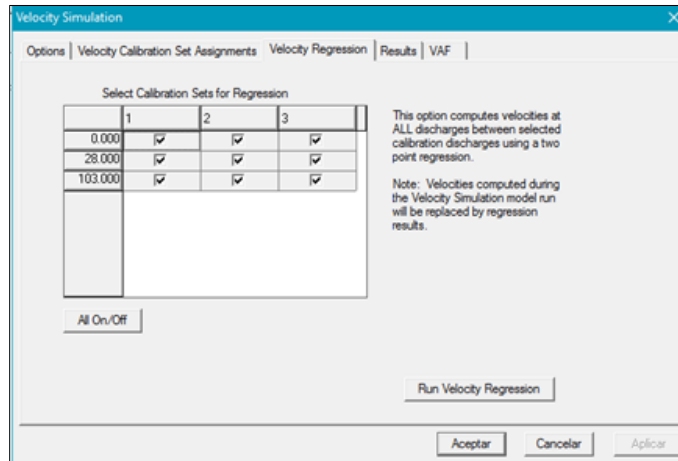 Velocity Simulation
Options | Velocity Calibration Set Assignments | Velocity Regression | Results | VAF |
Select Calibration Sets for Regression
1 2 3
0.000
28.000
103.000
This option computes velocities at
ALL discharges between selected
calibration discharges using a two
point regression.
Note: Velocities computed during
the Velocity Simulation model run
will be replaced by regression
results.
All On/Off
Run Velocity Regression
Aceptar Cancelar Aplicar